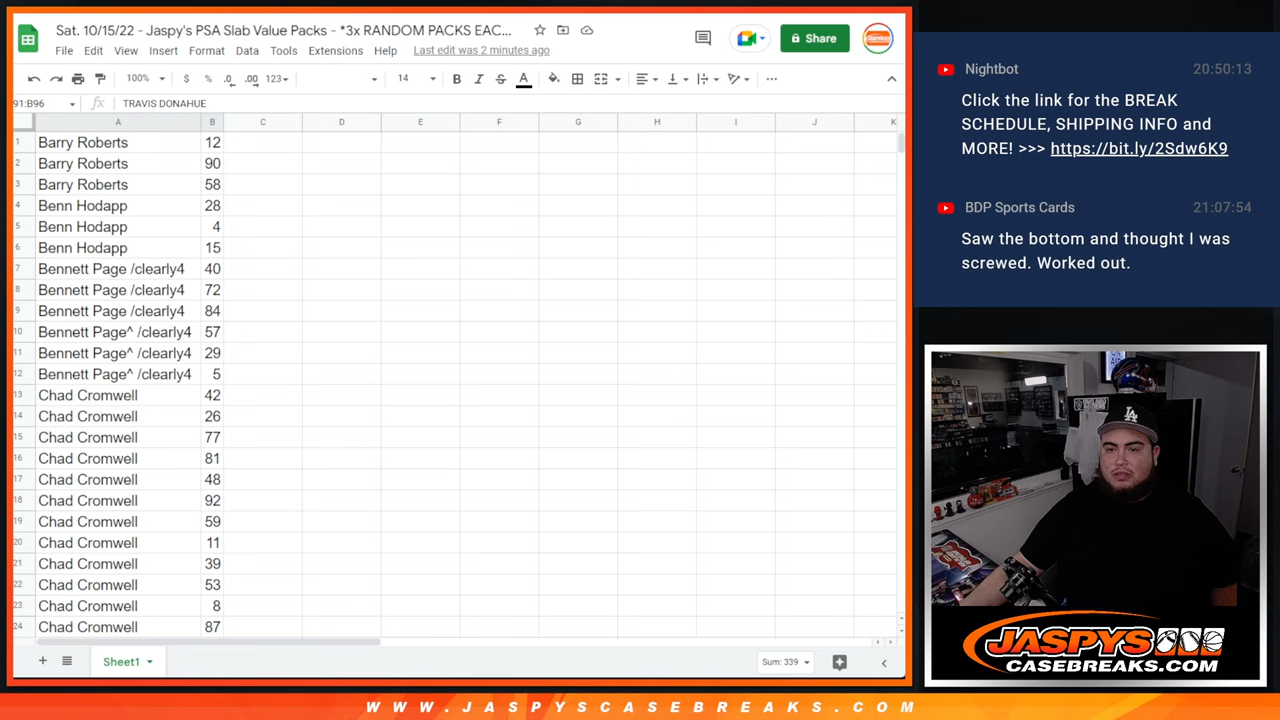 Sat. 10/15/22 - Jaspy's PSA Slab Value Packs - *3x RANDOM PACKS EAC...
File Edit View Insert Format Data Tools Extensions Help Last edit was 2 minutes ago
Share
100% $ % .0 .00 123 14 B I S A
91:B96 fx TRAVIS DONAHUE
A B C D E F G H I J K
1 Barry Roberts 12
2 Barry Roberts 90
3 Barry Roberts 58
4 Benn Hodapp 28
5 Benn Hodapp 4
6 Benn Hodapp 15
7 Bennett Page /clearly4 40
8 Bennett Page /clearly4 72
9 Bennett Page /clearly4 84
10 Bennett Page^ /clearly4 57
11 Bennett Page^ /clearly4 29
12 Bennett Page^ /clearly4 5
13 Chad Cromwell 42
14 Chad Cromwell 26
15 Chad Cromwell 77
16 Chad Cromwell 81
17 Chad Cromwell 48
18 Chad Cromwell 92
19 Chad Cromwell 59
20 Chad Cromwell 11
21 Chad Cromwell 39
22 Chad Cromwell 53
23 Chad Cromwell 8
24 Chad Cromwell 87
Sheet1
Sum: 339
Nightbot 20:50:13
Click the link for the BREAK
SCHEDULE, SHIPPING INFO and
MORE! >>> https://bit.ly/2Sdw6K9
BDP Sports Cards 21:07:54
Saw the bottom and thought I was
screwed. Worked out.
LA
JASPYS
CASEBREAKS.COM
WWW.JASPYSCASEBREAKS.COM